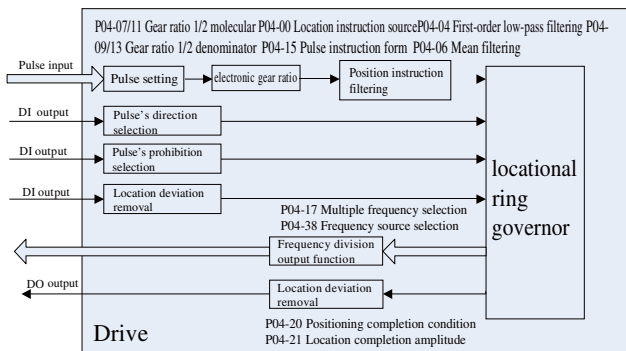 P04-07/11 Gear ratio 1/2 molecular P04-00 Location instruction sourceP04-04 First-order low-pass filtering P04-
09/13 Gear ratio 1/2 denominator P04-15 Pulse instruction form P04-06 Mean filtering
Pulse input
Pulse setting
electronic gear ratio
Position instruction
filtering
DI output
Pulse's direction
selection
DI output
Pulse's prohibition
selection
DI output
Location deviation
removal
locational
ring
governor
P04-17 Multiple frequency selection
P04-38 Frequency source selection
Frequency division
output function
DO output
Location deviation
removal
P04-20 Positioning completion condition
P04-21 Location completion amplitude
Drive